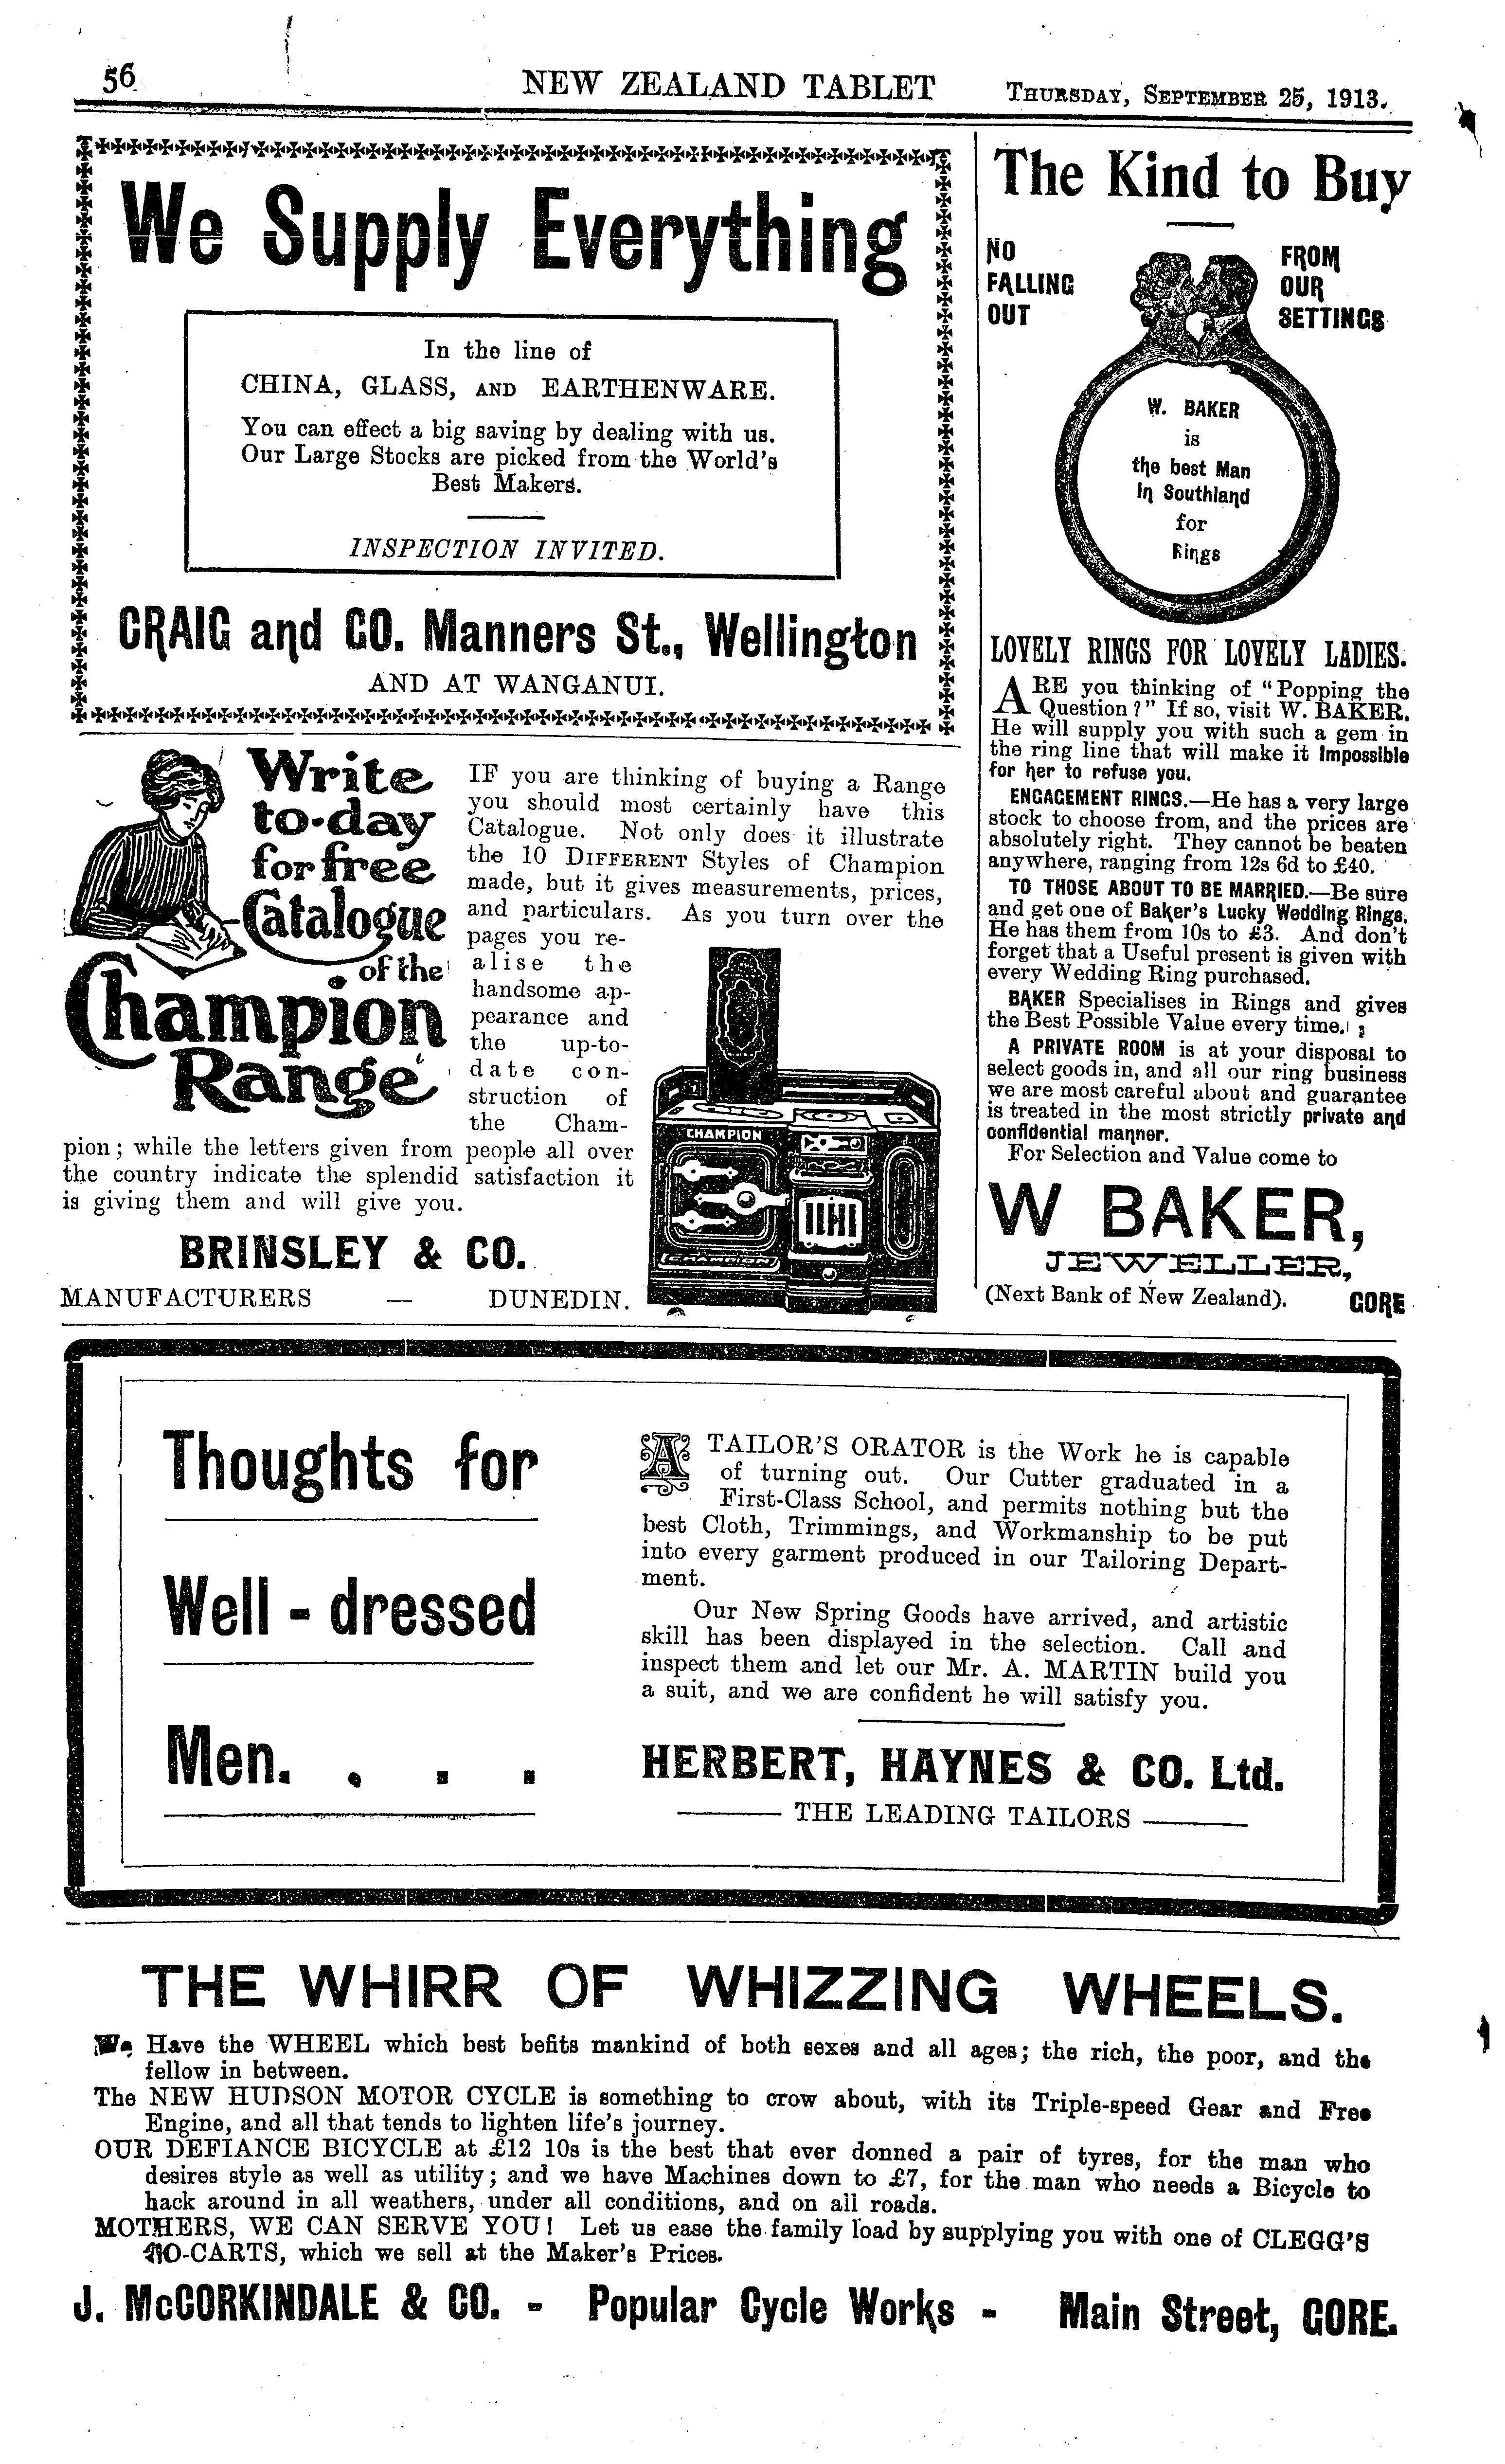 56
NEW ZEALAND TABLET
THURSDAY, SEPTEMBER 25, 1913.
We Supply Everything
In the line of
CHINA, GLASS, AND EARTHENWARE.
You can effect a big saving by dealing with us.
Our Large Stocks are picked from the World's
Best Makers.
INSPECTION INVITED.
CRAIG and CO. Manners St., Wellington
AND AT WANGANUI.
Write
to-day
for free
Catalogue
of the
Champion
Range
IF you are thinking of buying a Range
you should most certainly have this
Catalogue. Not only does it illustrate
the 10 DIFFERENT Styles of Champion
made, but it gives measurements, prices,
and particulars. As you turn over the
pages you re-
alise the
handsome ap-
pearance and
the up-to-
date con-
struction of
the Cham-
pion; while the letters given from people all over
the country indicate the splendid satisfaction it
is giving them and will give you.
CHAMPION
CHAMPION
BRINSLEY & CO.
MANUFACTURERS — DUNEDIN.
The Kind to Buy
NO
FALLING
OUT
FROM
OUR
SETTINGS
W. BAKER
is
the best Man
in Southland
for
Rings
LOVELY RINGS FOR LOVELY LADIES.
ARE you thinking of "Popping the
Question?" If so, visit W. BAKER.
He will supply you with such a gem in
the ring line that will make it Impossible
for her to refuse you.
ENGAGEMENT RINGS.—He has a very large
stock to choose from, and the prices are
absolutely right. They cannot be beaten
anywhere, ranging from 12s 6d to £40.
TO THOSE ABOUT TO BE MARRIED.—Be sure
and get one of Baker's Lucky Wedding Rings.
He has them from 10s to £3. And don't
forget that a Useful present is given with
every Wedding Ring purchased.
BAKER Specialises in Rings and gives
the Best Possible Value every time.
A PRIVATE ROOM is at your disposal to
select goods in, and all our ring business
we are most careful about and guarantee
is treated in the most strictly private and
confidential manner.
For Selection and Value come to
W BAKER,
JEWELLER,
(Next Bank of New Zealand). GORE
Thoughts for
Well - dressed
Men. . . .
A TAILOR'S ORATOR is the Work he is capable
of turning out. Our Cutter graduated in a
First-Class School, and permits nothing but the
best Cloth, Trimmings, and Workmanship to be put
into every garment produced in our Tailoring Depart-
ment.
Our New Spring Goods have arrived, and artistic
skill has been displayed in the selection. Call and
inspect them and let our Mr. A. MARTIN build you
a suit, and we are confident he will satisfy you.
HERBERT, HAYNES & CO. Ltd.
THE LEADING TAILORS
THE WHIRR OF WHIZZING WHEELS.
We Have the WHEEL which best befits mankind of both sexes and all ages; the rich, the poor, and the
fellow in between.
The NEW HUDSON MOTOR CYCLE is something to crow about, with its Triple-speed Gear and Free
Engine, and all that tends to lighten life's journey.
OUR DEFIANCE BICYCLE at £12 10s is the best that ever donned a pair of tyres, for the man who
desires style as well as utility; and we have Machines down to £7, for the man who needs a Bicycle to
hack around in all weathers, under all conditions, and on all roads.
MOTHERS, WE CAN SERVE YOU! Let us ease the family load by supplying you with one of CLEGG'S
GO-CARTS, which we sell at the Maker's Prices.
J. McCORKINDALE & CO. - Popular Cycle Works - Main Street, GORE.